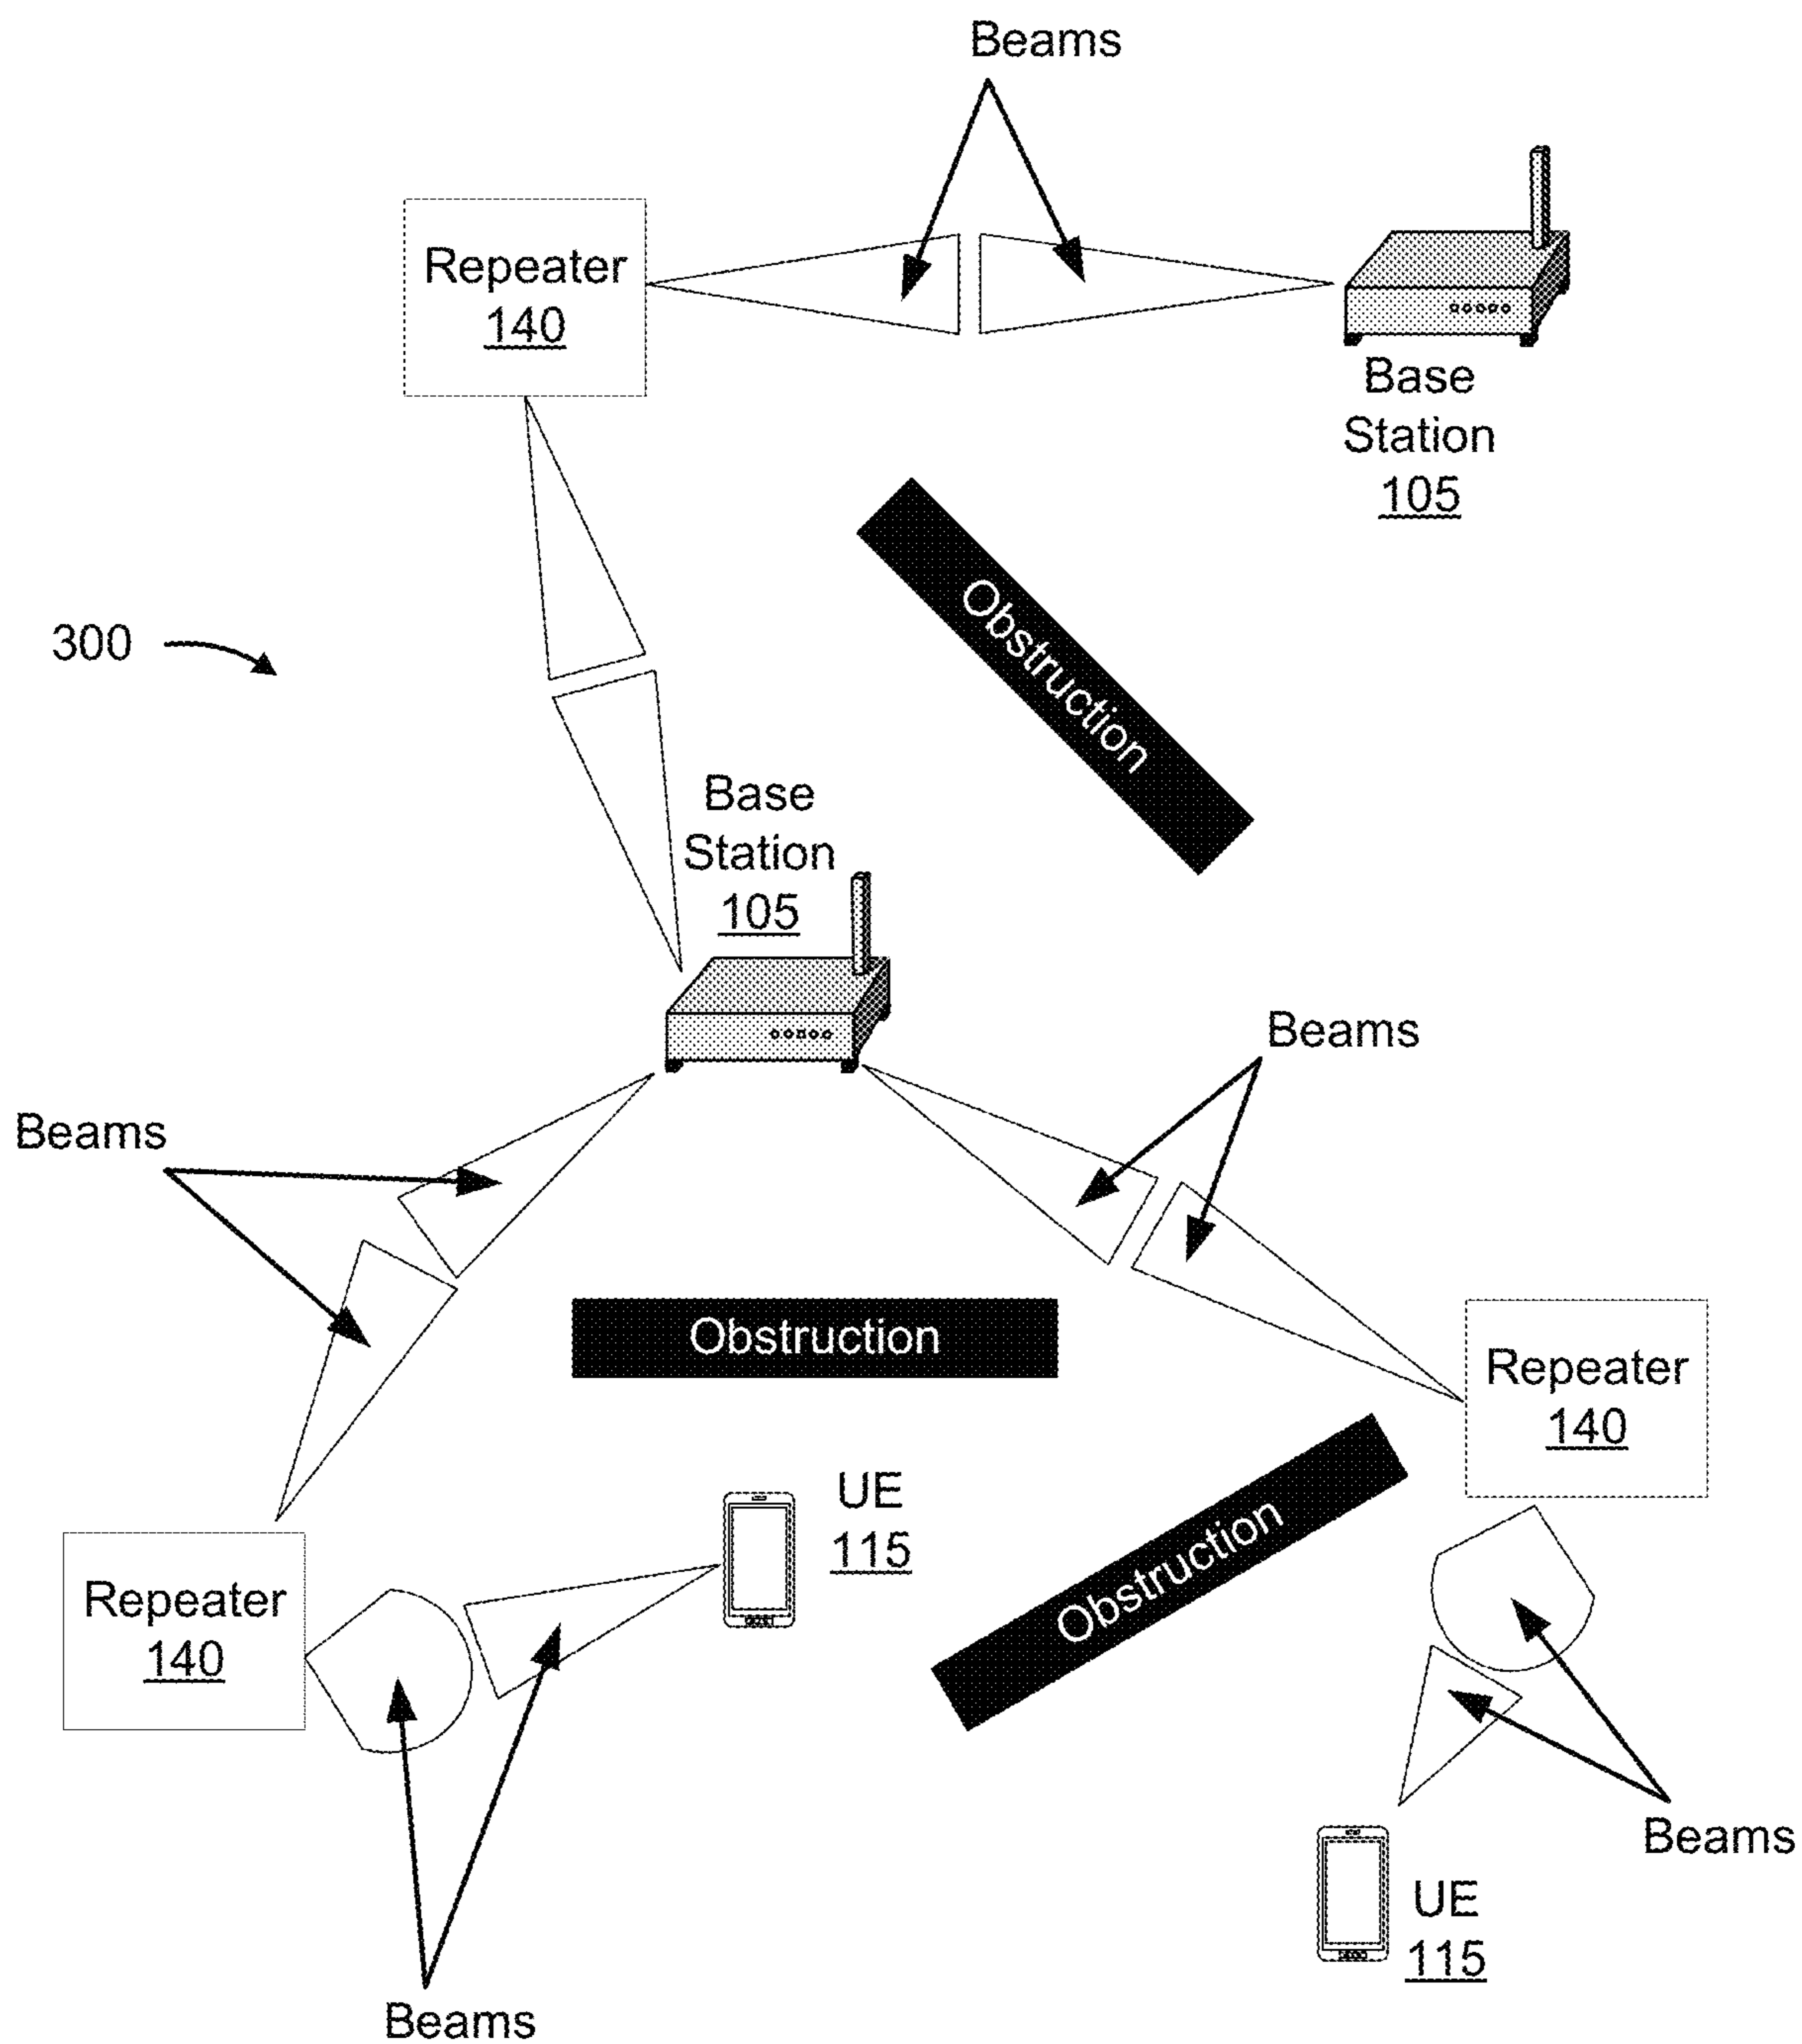 Beams
Repeater
140
Base
Station
105
Obstruction
300
Base
Station
105
Beams
Beams
Obstruction
Repeater
140
UE
115
Obstruction
Repeater
140
Beams
UE
115
Beams